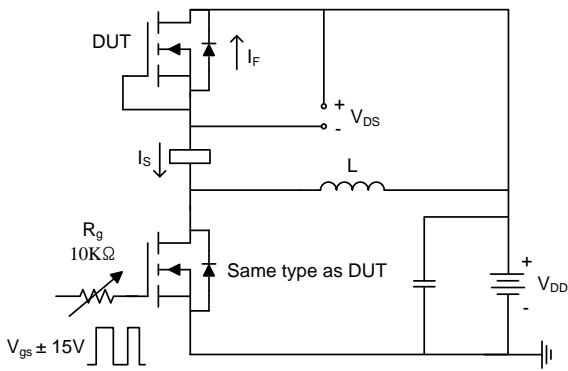 DUT
I_F
+
V_DS
-
I_S
L
R_g
10KΩ
Same type as DUT
+
V_DD
-
V_gs ± 15V